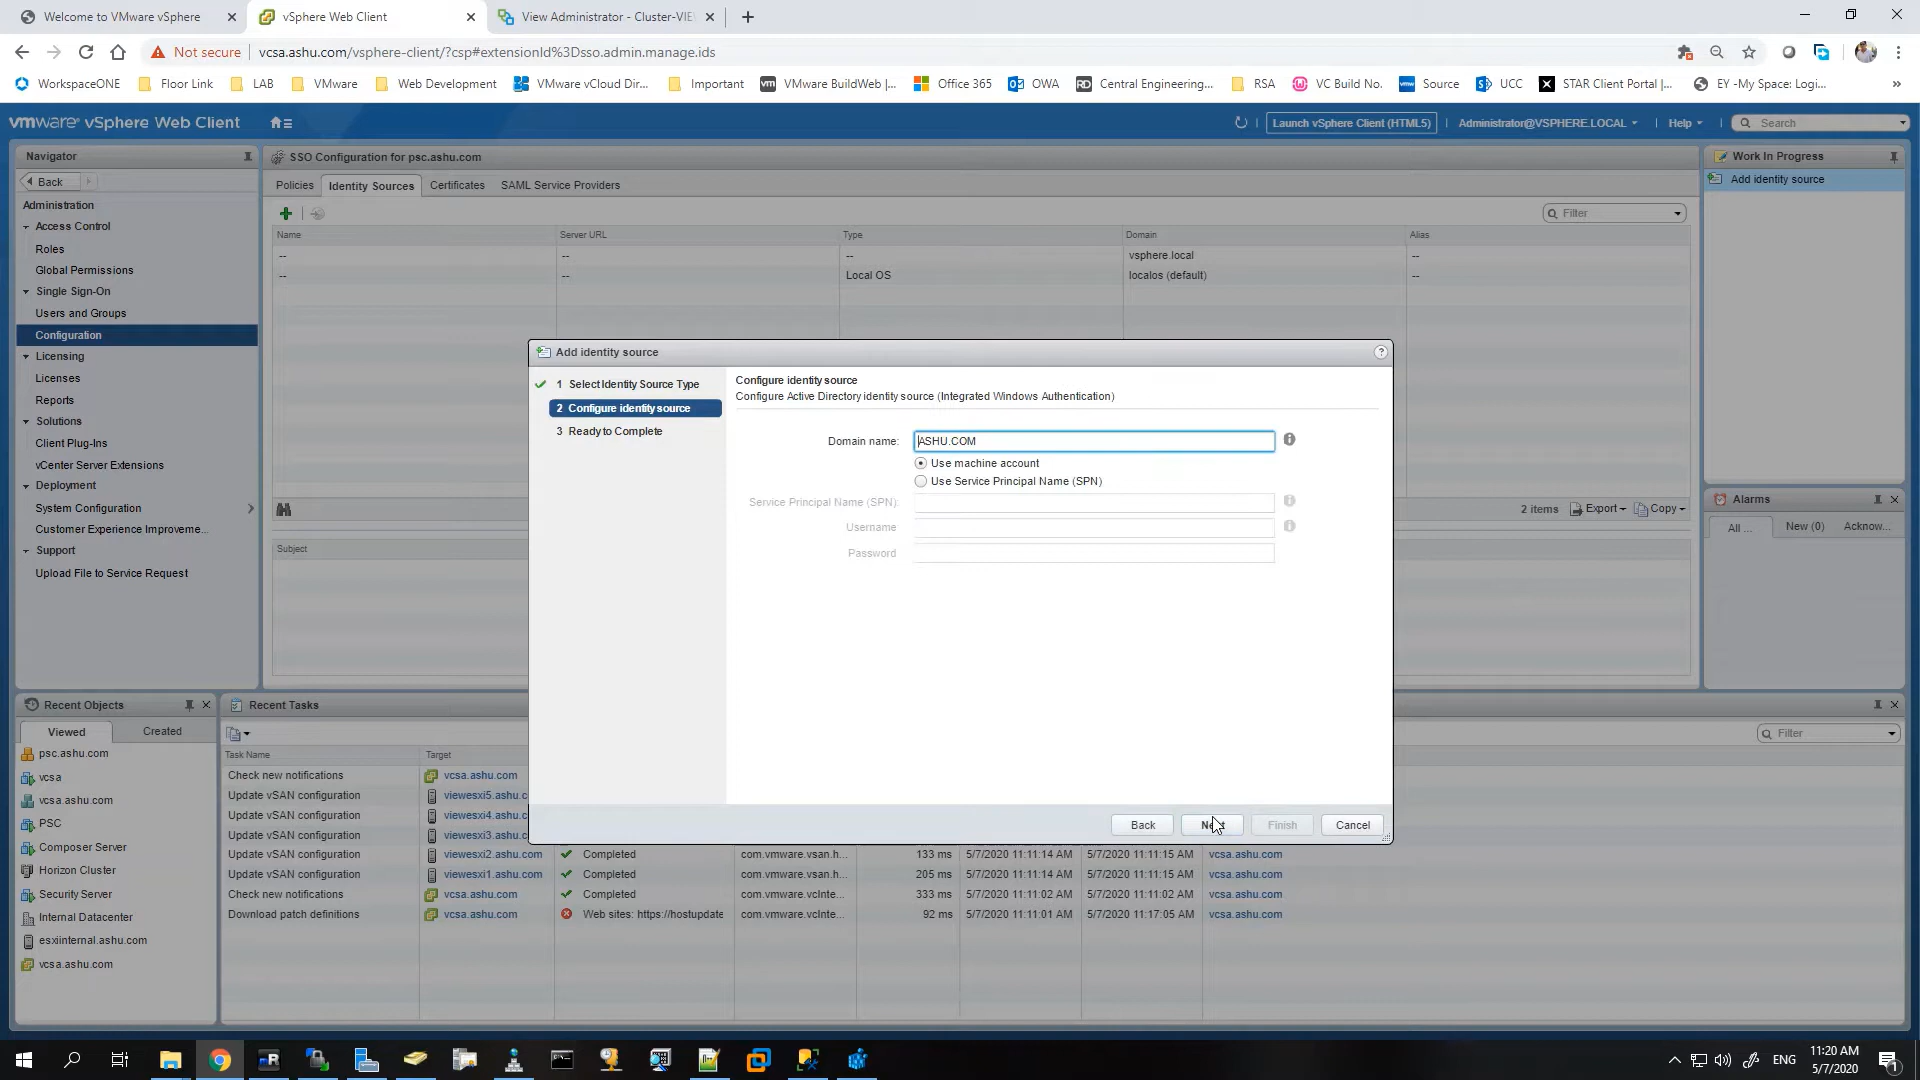 Welcome to VMware vSphere
vSphere Web Client
View Administrator - Cluster-VIE
Not secure
vcsa.ashu.com/vsphere-client/?csp#extensionId%3Dsso.admin.manage.ids
WorkspaceONE
Floor Link
LAB
VMware
Web Development
VMware vCloud Dir...
Important
VMware BuildWeb |...
Office 365
OWA
Central Engineering...
RSA
VC Build No.
Source
UCC
STAR Client Portal |...
EY -My Space: Logi...
»
vmware® vSphere Web Client
Launch vSphere Client (HTML5)
Administrator@VSPHERE.LOCAL
Help
Search
Navigator
Back
Administration
Access Control
Roles
Global Permissions
Single Sign-On
Users and Groups
Configuration
Licensing
Licenses
Reports
Solutions
Client Plug-Ins
vCenter Server Extensions
Deployment
System Configuration
Customer Experience Improveme...
Support
Upload File to Service Request
SSO Configuration for psc.ashu.com
Policies
Identity Sources
Certificates
SAML Service Providers
Filter
Name Server URL Type Domain Alias
-- -- -- vsphere.local --
-- -- Local OS localos (default) --
2 items
Export
Copy
Subject
Work In Progress
Add identity source
Alarms
All ...
New (0)
Acknow...
Add identity source
1 Select Identity Source Type
2 Configure identity source
3 Ready to Complete
Configure identity source
Configure Active Directory identity source (Integrated Windows Authentication)
Domain name: ASHU.COM
Use machine account
Use Service Principal Name (SPN)
Service Principal Name (SPN):
Username
Password
Back
Finish
Cancel
Recent Objects
Viewed
Created
psc.ashu.com
vcsa
vcsa.ashu.com
PSC
Composer Server
Horizon Cluster
Security Server
Internal Datacenter
esxiinternal.ashu.com
vcsa.ashu.com
Recent Tasks
Filter
Task Name Target
Check new notifications vcsa.ashu.com
Update vSAN configuration viewesxi5.ashu.c
Update vSAN configuration viewesxi4.ashu.c
Update vSAN configuration viewesxi3.ashu.c
Update vSAN configuration viewesxi2.ashu.com Completed com.vmware.vsan.h... 133 ms 5/7/2020 11:11:14 AM 5/7/2020 11:11:15 AM vcsa.ashu.com
Update vSAN configuration viewesxi1.ashu.com Completed com.vmware.vsan.h... 205 ms 5/7/2020 11:11:14 AM 5/7/2020 11:11:15 AM vcsa.ashu.com
Check new notifications vcsa.ashu.com Completed com.vmware.vcInte... 333 ms 5/7/2020 11:11:02 AM 5/7/2020 11:11:02 AM vcsa.ashu.com
Download patch definitions vcsa.ashu.com Web sites: https://hostupdate com.vmware.vcInte... 92 ms 5/7/2020 11:11:01 AM 5/7/2020 11:17:05 AM vcsa.ashu.com
ENG
11:20 AM
5/7/2020
1